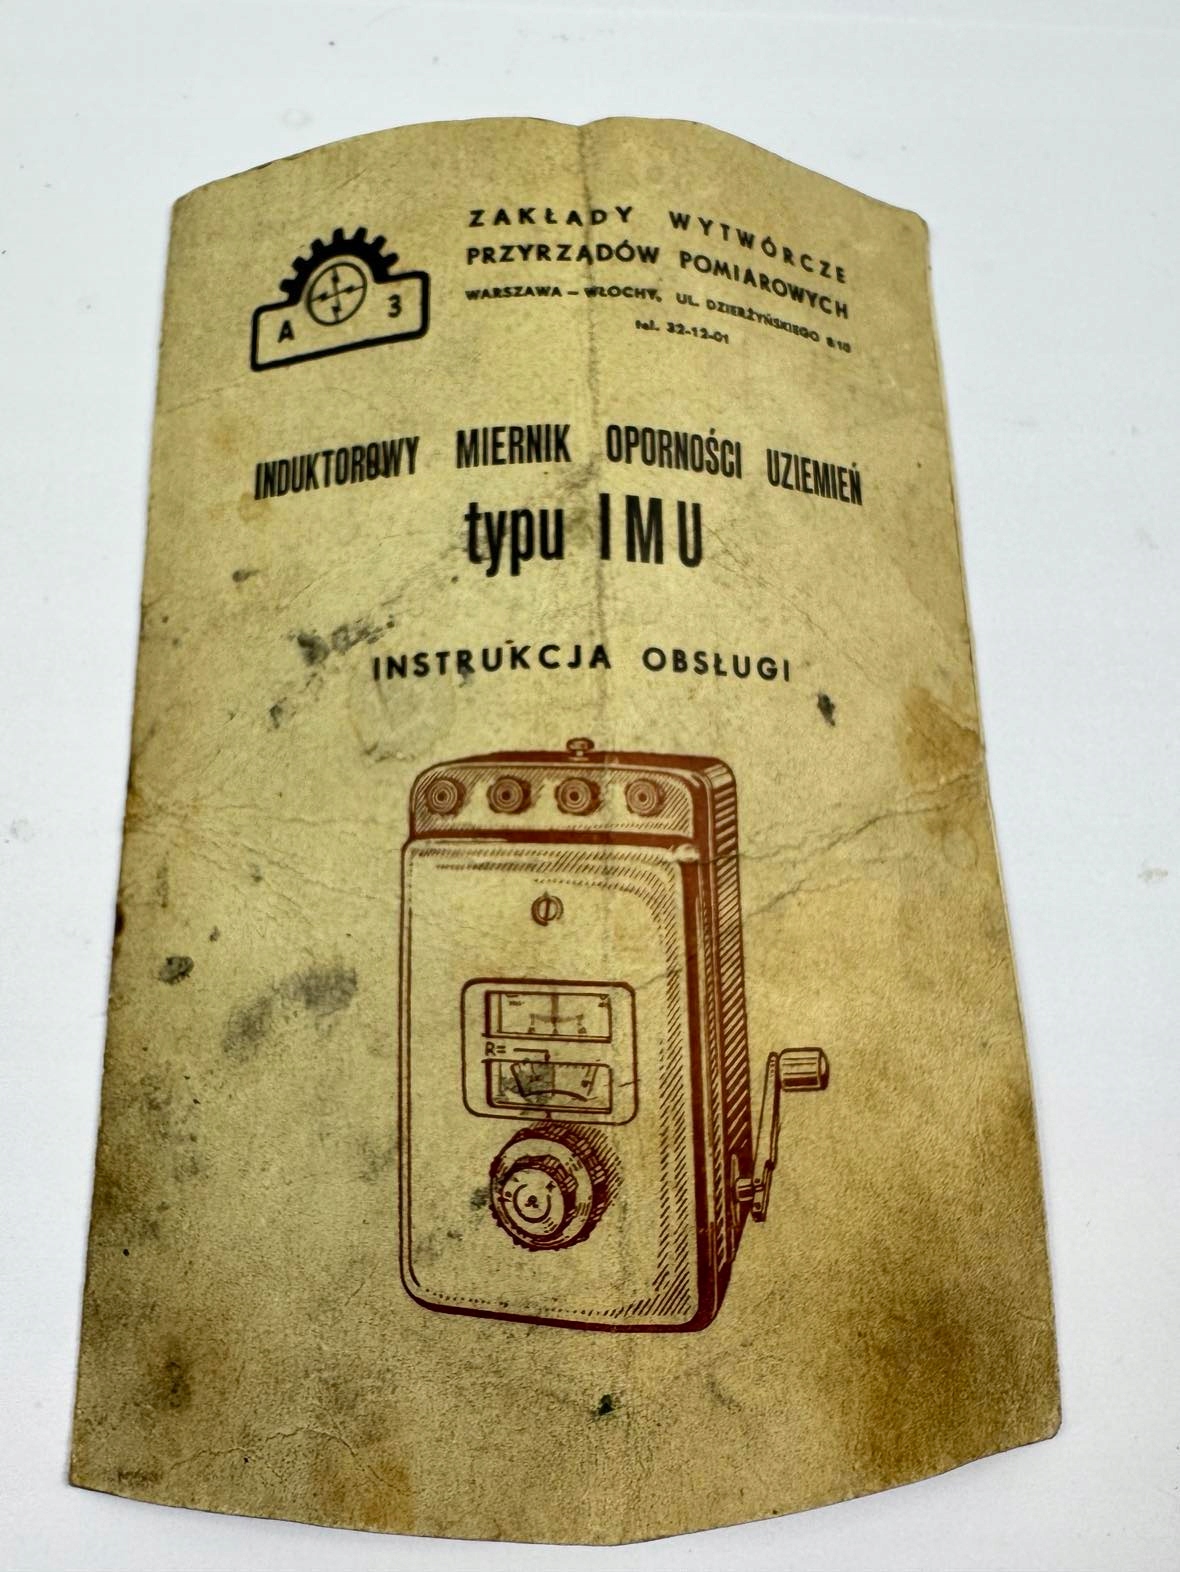 ZAKŁADY WYTWÓRCZE
PRZYRZĄDÓW POMIAROWYCH
WARSZAWA – WŁOCHY, UL. DZIERŻYŃSKIEGO 8/10
tel. 32-12-01
A 3
INDUKTOROWY MIERNIK OPORNOŚCI UZIEMIEŃ
typu IMU
INSTRUKCJA OBSŁUGI
R=